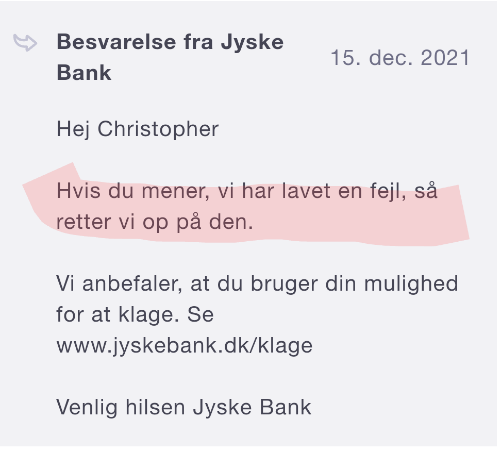 Besvarelse fra Jyske
Bank
15. dec. 2021
Hej Christopher
Hvis du mener, vi har lavet en fejl, så
retter vi op på den.
Vi anbefaler, at du bruger din mulighed
for at klage. Se
www.jyskebank.dk/klage
Venlig hilsen Jyske Bank